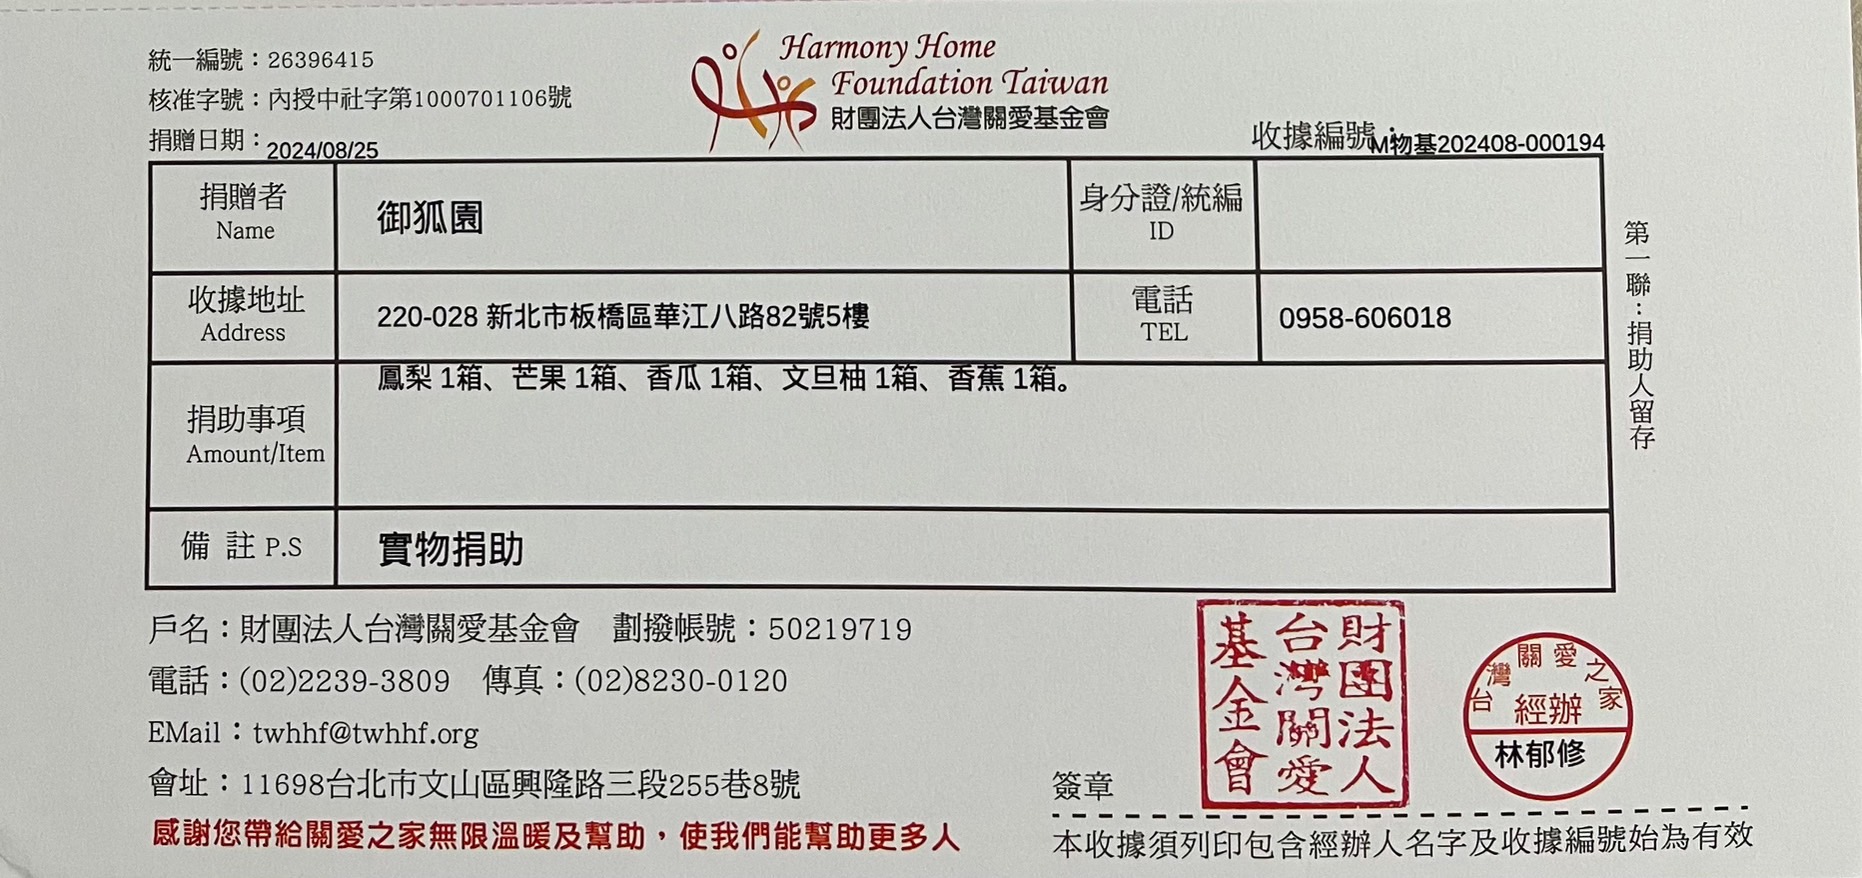 統一編號：26396415
核准字號：內授中社字第1000701106號
捐贈日期：2024/08/25
Harmony Home
Foundation Taiwan
財團法人台灣關愛基金會
收據編號：M物基202408-000194
捐贈者
Name
御狐園
身分證/統編
ID
收據地址
Address
220-028 新北市板橋區華江八路82號5樓
電話
TEL
0958-606018
捐助事項
Amount/Item
鳳梨 1箱、芒果 1箱、香瓜 1箱、文旦柚 1箱、香蕉 1箱。
備 註 P.S
實物捐助
第一聯：捐助人留存
戶名：財團法人台灣關愛基金會 劃撥帳號：50219719
電話：(02)2239-3809 傳真：(02)8230-0120
EMail：twhhf@twhhf.org
會址：11698台北市文山區興隆路三段255巷8號
感謝您帶給關愛之家無限溫暖及幫助，使我們能幫助更多人
簽章
財團法人
台灣關愛
基金會
台灣關愛之家
經辦
林郁修
本收據須列印包含經辦人名字及收據編號始為有效